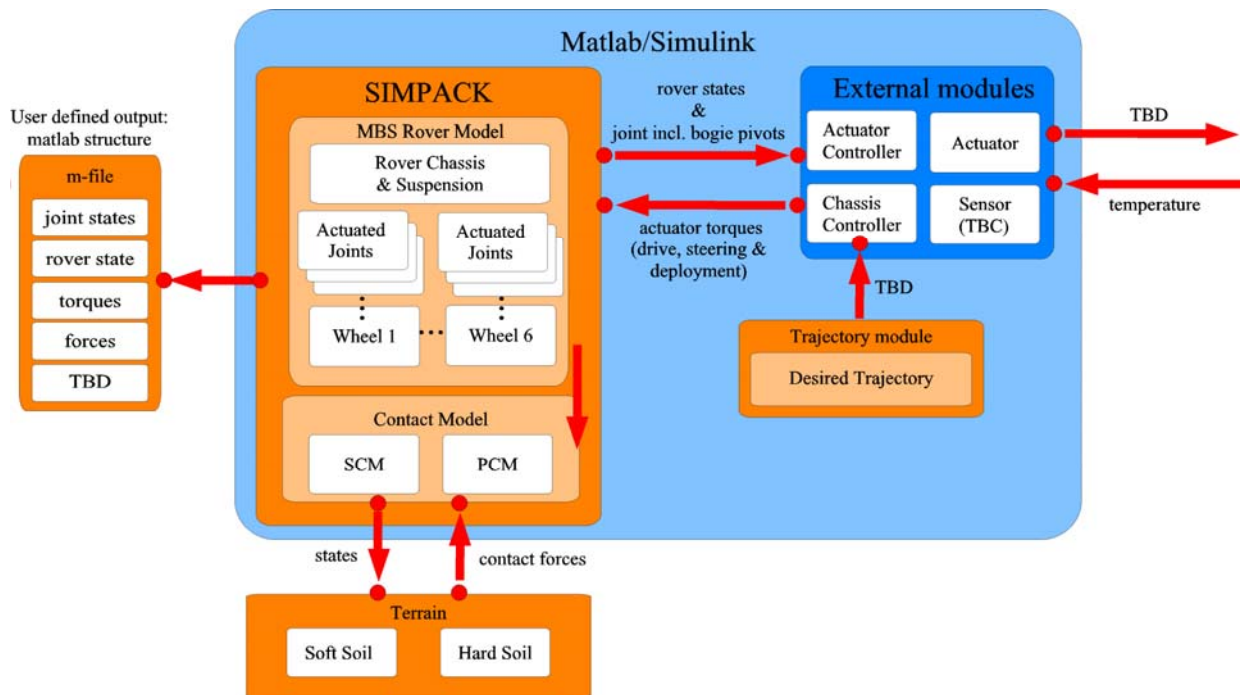 Matlab/Simulink
User defined output:
matlab structure
m-file
joint states
rover state
torques
forces
TBD
SIMPACK
MBS Rover Model
Rover Chassis
& Suspension
Actuated
Joints
Actuated
Joints
Wheel 1
Wheel 6
Contact Model
SCM
PCM
states
contact forces
Terrain
Soft Soil
Hard Soil
rover states
&
joint incl. bogie pivots
actuator torques
(drive, steering &
deployment)
External modules
Actuator
Controller
Actuator
Chassis
Controller
Sensor
(TBC)
TBD
temperature
TBD
Trajectory module
Desired Trajectory